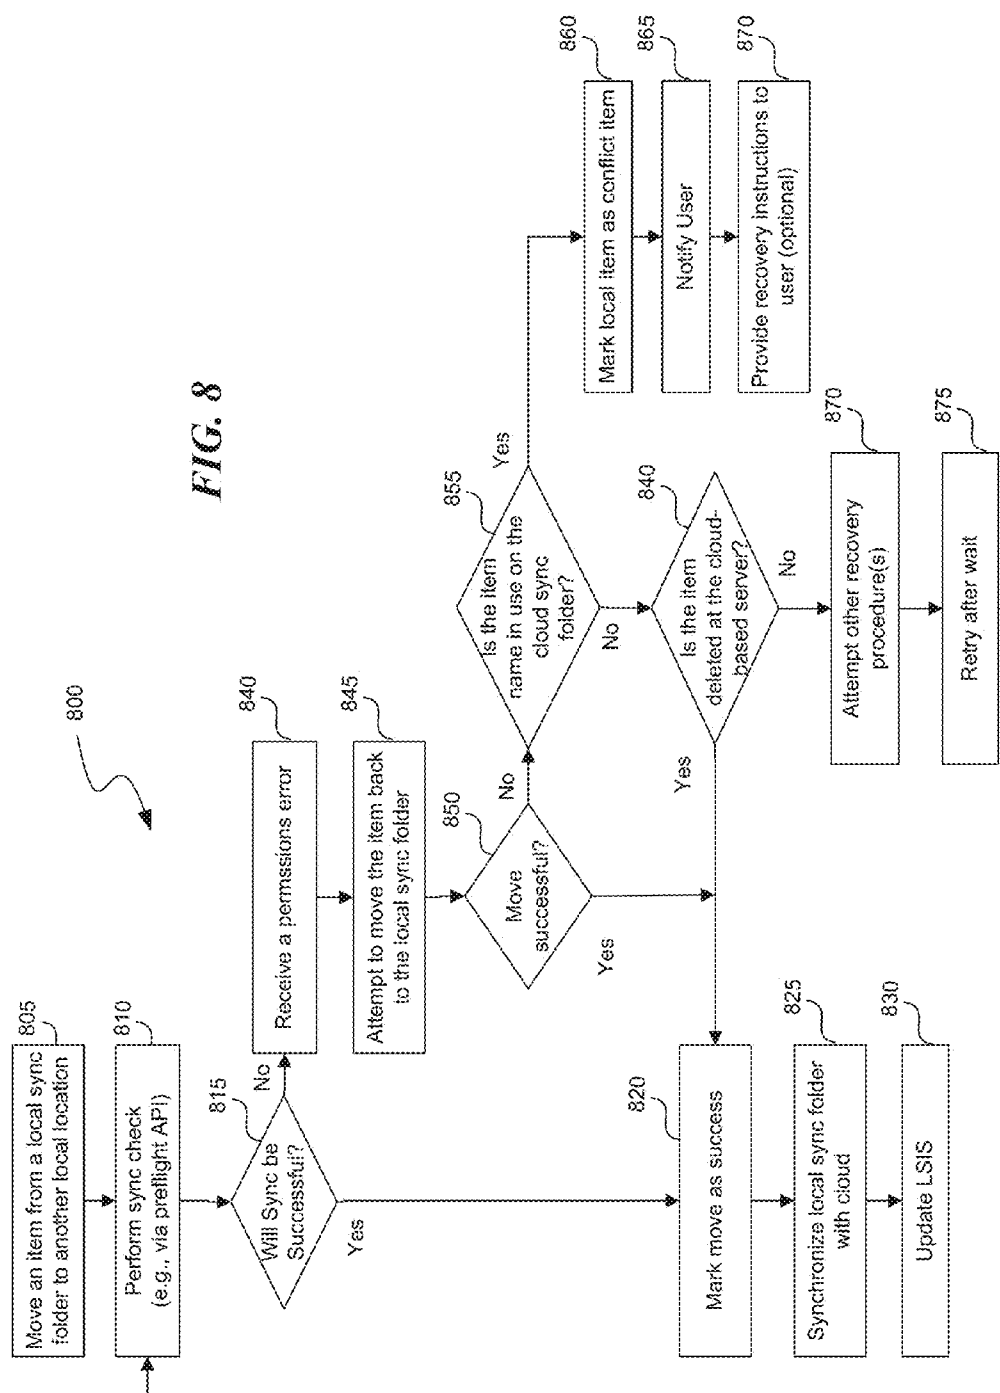 FIG. 8
800
805
Move an item from a local sync
folder to another local location
810
Perform sync check
(e.g., via preflight API)
815
Will Sync be
Successful?
No
Yes
840
Receive a permssions error
845
Attempt to move the item back
to the local sync folder
850
Move
successful?
No
Yes
855
Is the item
name in use on the
cloud sync
folder?
Yes
No
860
Mark local item as conflict item
865
Notify User
870
Provide recovery instructions to
user (optional)
840
Is the item
deleted at the cloud-
based server?
Yes
No
870
Attempt other recovery
procedure(s)
875
Retry after wait
820
Mark move as success
825
Synchronize local sync folder
with cloud
830
Update LSIS